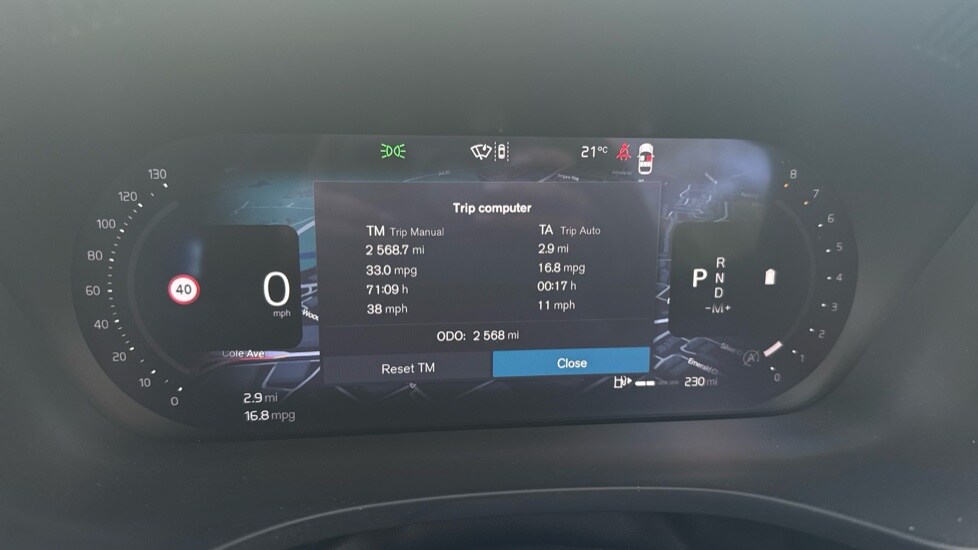 21°C
130
120
100
80
60
40
20
10
0
40
0
mph
Trip computer
TM Trip Manual
2 568.7 mi
33.0 mpg
71:09 h
38 mph
TA Trip Auto
2.9 mi
16.8 mpg
00:17 h
11 mph
ODO: 2 568 mi
Reset TM
Close
Cole Ave
2.9 mi
16.8 mpg
P
R
N
D
-M+
8
7
6
5
4
3
2
1
0
A
230 mi